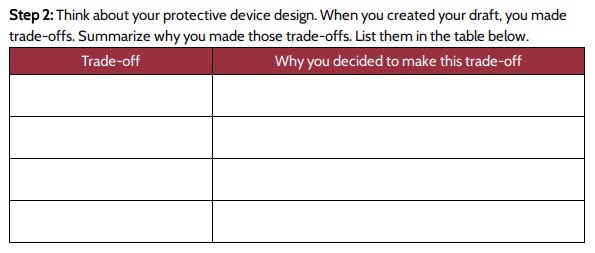 Step 2: Think about your protective device design. When you created your draft, you made
trade-offs. Summarize why you made those trade-offs. List them in the table below.
Trade-off
Why you decided to make this trade-off